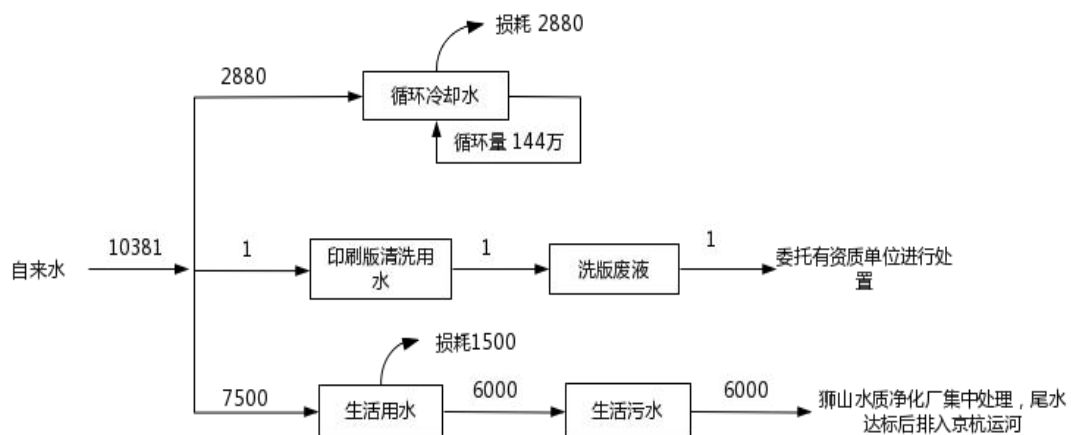 损耗 2880
2880
循环冷却水
循环量 144万
自来水
10381
1
印刷版清洗用
水
1
洗版废液
1
委托有资质单位进行处
置
损耗1500
7500
生活用水
6000
生活污水
6000
狮山水质净化厂集中处理，尾水
达标后排入京杭运河